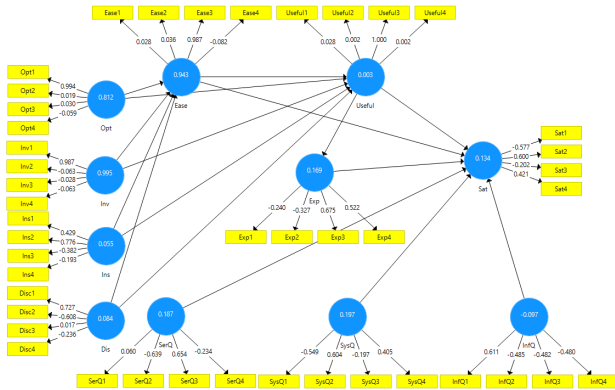 Ease1 Ease2 Ease3 Ease4
Useful1 Useful2 Useful3 Useful4
0.028 0.036 0.987 -0.082
0.028 0.002 1.000 0.002
0.943
Ease
0.003
Useful
Opt1
Opt2
Opt3
Opt4
0.994
0.019
0.030
-0.059
0.812
Opt
Inv1
Inv2
Inv3
Inv4
0.987
-0.063
-0.028
-0.063
0.995
Inv
Ins1
Ins2
Ins3
Ins4
0.429
0.776
-0.382
-0.193
0.055
Ins
Disc1
Disc2
Disc3
Disc4
0.727
-0.608
0.017
-0.236
0.084
Dis
0.169
Exp
-0.240 -0.327 0.675 0.522
Exp1 Exp2 Exp3 Exp4
0.134
Sat
-0.577
0.600
-0.202
0.421
Sat1
Sat2
Sat3
Sat4
0.187
SerQ
0.060 -0.639 0.654 -0.234
SerQ1 SerQ2 SerQ3 SerQ4
0.197
SysQ
-0.549 0.604 -0.197 0.405
SysQ1 SysQ2 SysQ3 SysQ4
-0.097
InfQ
0.611 -0.485 -0.482 -0.480
InfQ1 InfQ2 InfQ3 InfQ4